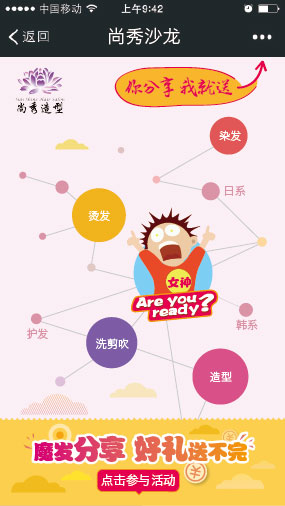 中国移动 上午9:42
返回 尚秀沙龙
尚秀造型
你分享 我就送
染发
日系
烫发
女神
Are you
ready?
韩系
护发
洗剪吹
造型
魔发分享 好礼送不完
点击参与活动